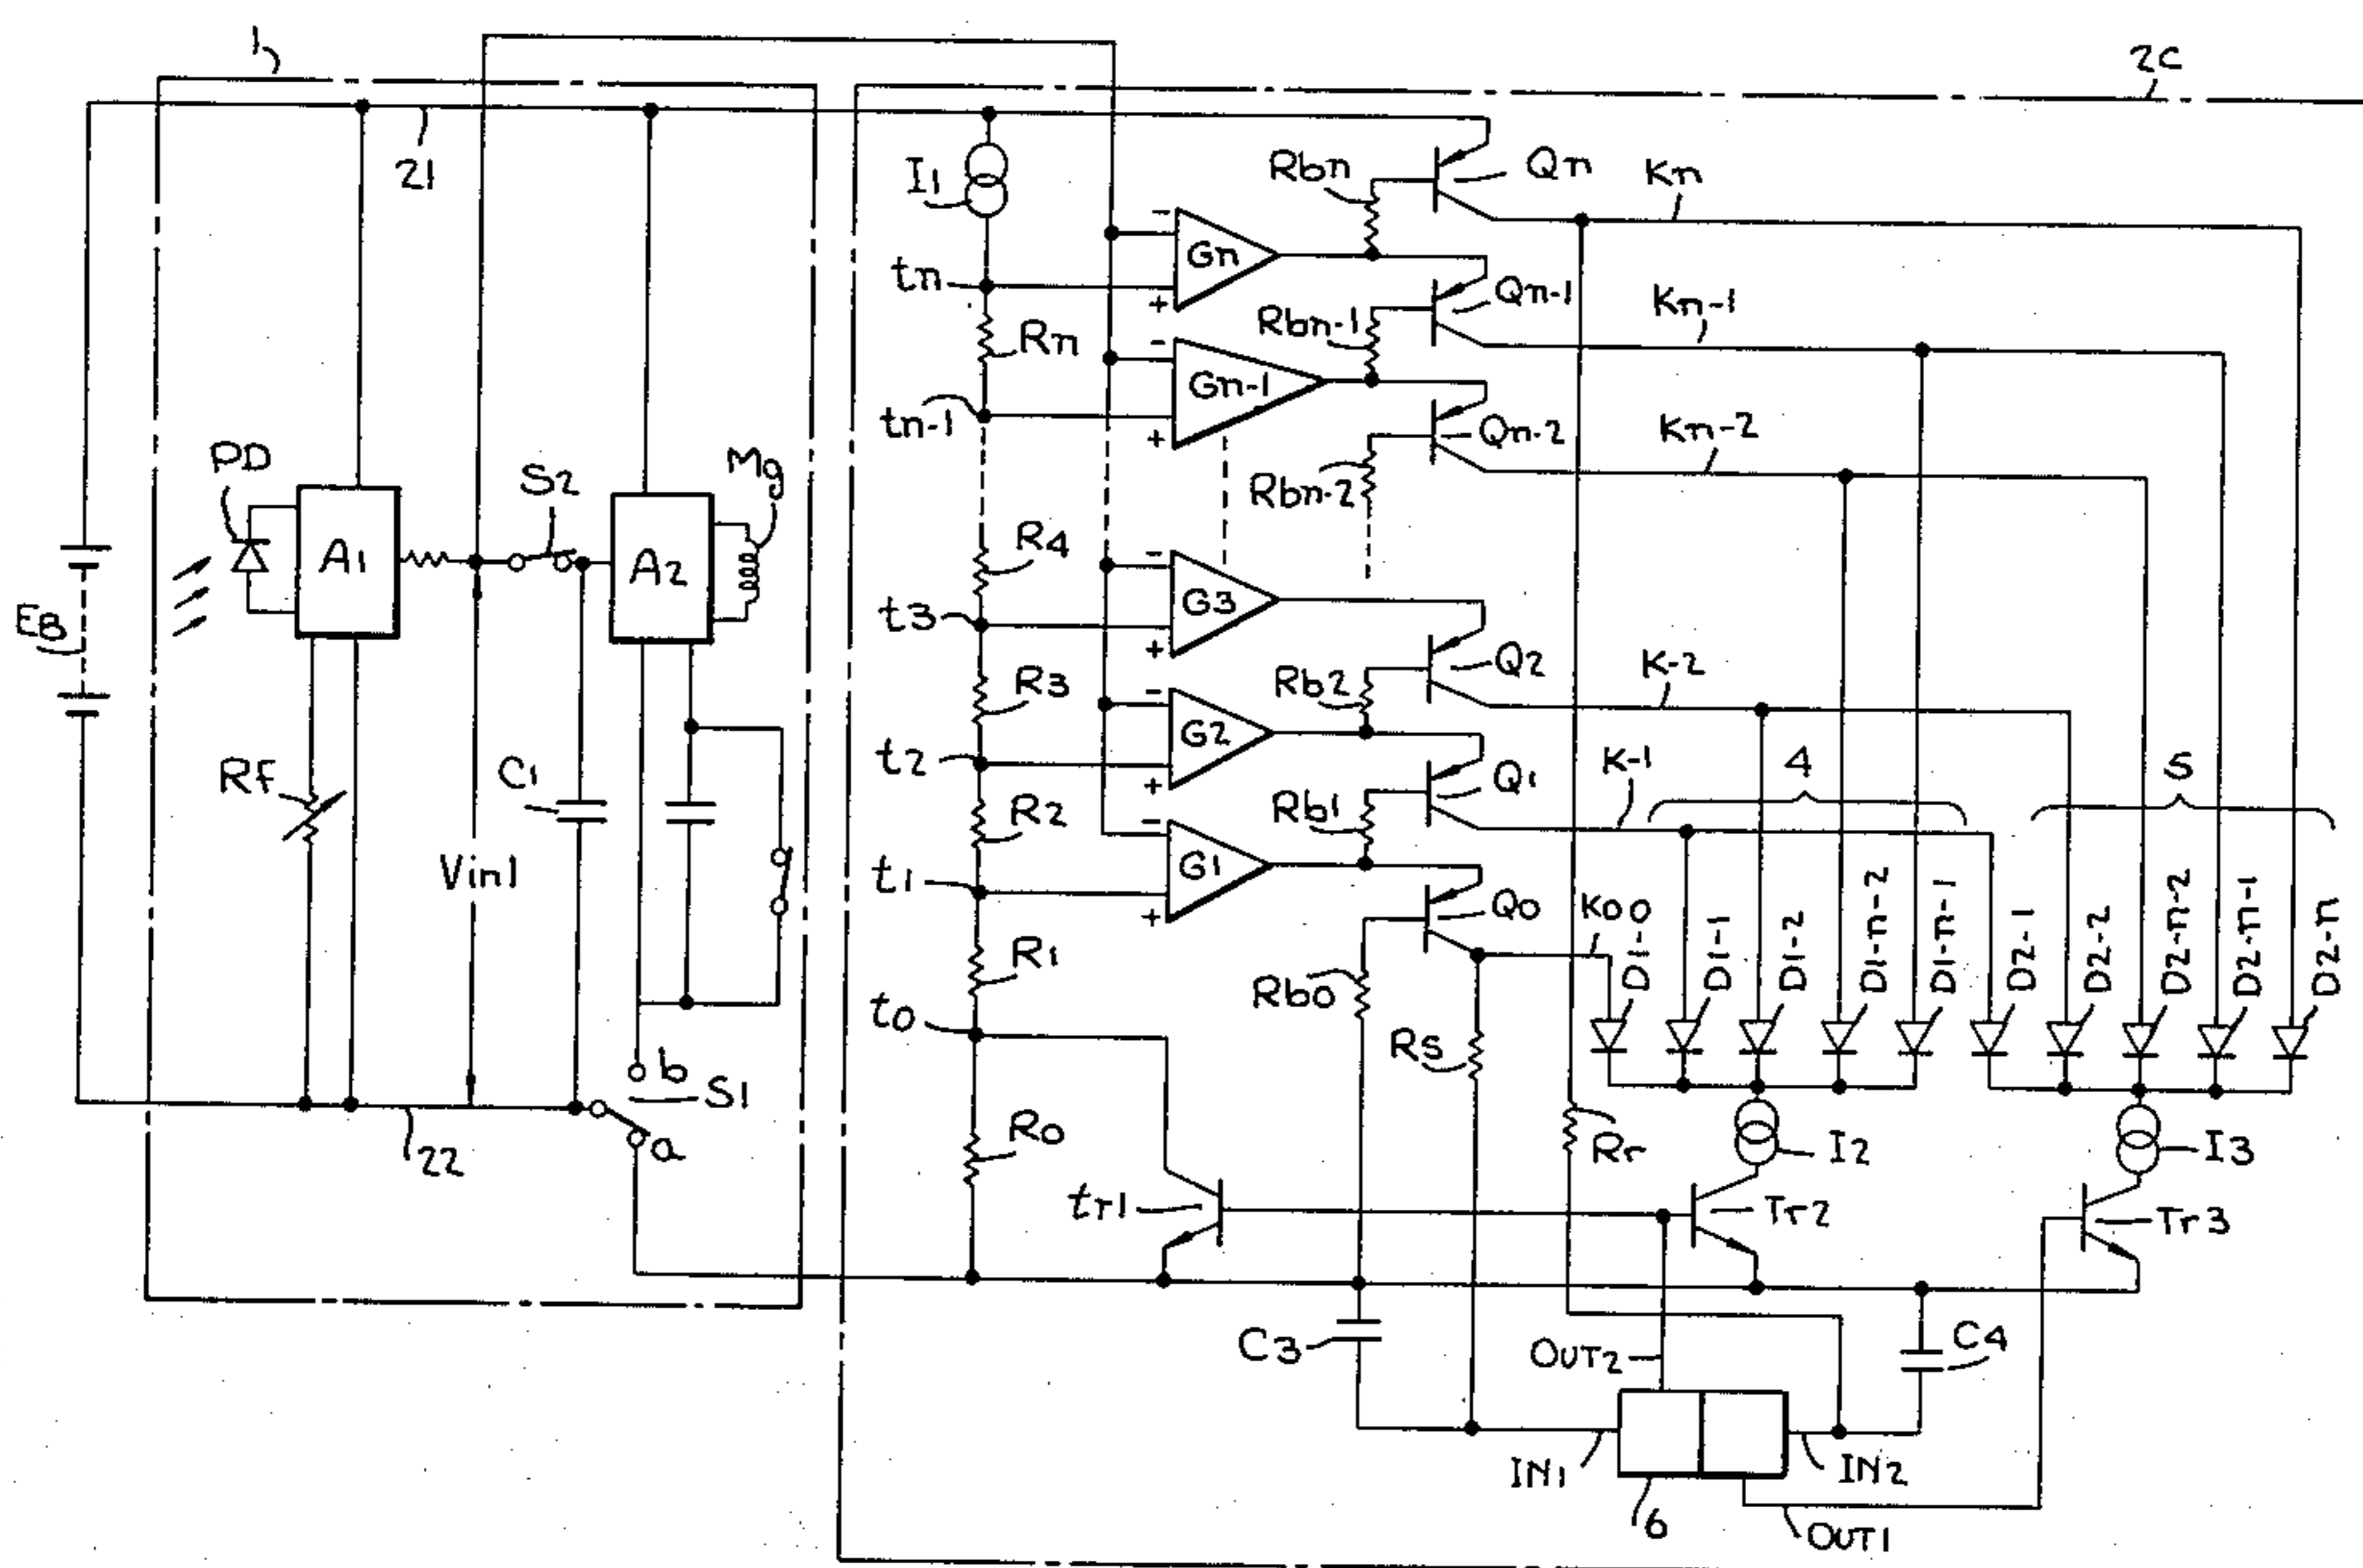 1
2C
21
I1
Rbn
Qn
Kn
-
Gn
+
tn
Rn
Rbn-1
Qn-1
Kn-1
-
Gn-1
+
tn-1
Rbn-2
Qn-2
Kn-2
PD
A1
S2
A2
Mg
EB
R4
t3
-
G3
+
Q2
K-2
R3
Rb2
-
G2
+
t2
Rf
C1
R2
Rb1
Q1
K-1
4
5
Vin1
t1
-
G1
+
Q0
K00
D1-0
D1-1
D1-2
D1-n-2
D1-n-1
D2-1
D2-2
D2-n-2
D2-n-1
D2-n
R1
Rb0
t0
Rs
b
S1
a
22
R0
Rr
I2
I3
tr1
Tr2
Tr3
C3
OUT2
C4
IN1
IN2
6
OUT1